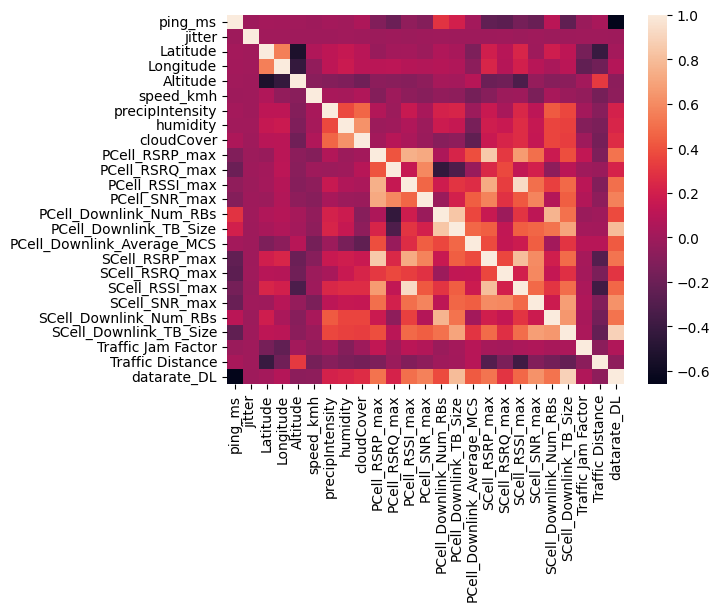 ping_ms
jitter
Latitude
Longitude
Altitude
speed_kmh
precipIntensity
humidity
cloudCover
PCell_RSRP_max
PCell_RSRQ_max
PCell_RSSI_max
PCell_SNR_max
PCell_Downlink_Num_RBs
PCell_Downlink_TB_Size
PCell_Downlink_Average_MCS
SCell_RSRP_max
SCell_RSRQ_max
SCell_RSSI_max
SCell_SNR_max
SCell_Downlink_Num_RBs
SCell_Downlink_TB_Size
Traffic Jam Factor
Traffic Distance
datarate_DL
ping_ms
jitter
Latitude
Longitude
Altitude
speed_kmh
precipIntensity
humidity
cloudCover
PCell_RSRP_max
PCell_RSRQ_max
PCell_RSSI_max
PCell_SNR_max
PCell_Downlink_Num_RBs
PCell_Downlink_TB_Size
PCell_Downlink_Average_MCS
SCell_RSRP_max
SCell_RSRQ_max
SCell_RSSI_max
SCell_SNR_max
SCell_Downlink_Num_RBs
SCell_Downlink_TB_Size
Traffic Jam Factor
Traffic Distance
datarate_DL
1.0
0.8
0.6
0.4
0.2
0.0
−0.2
−0.4
−0.6